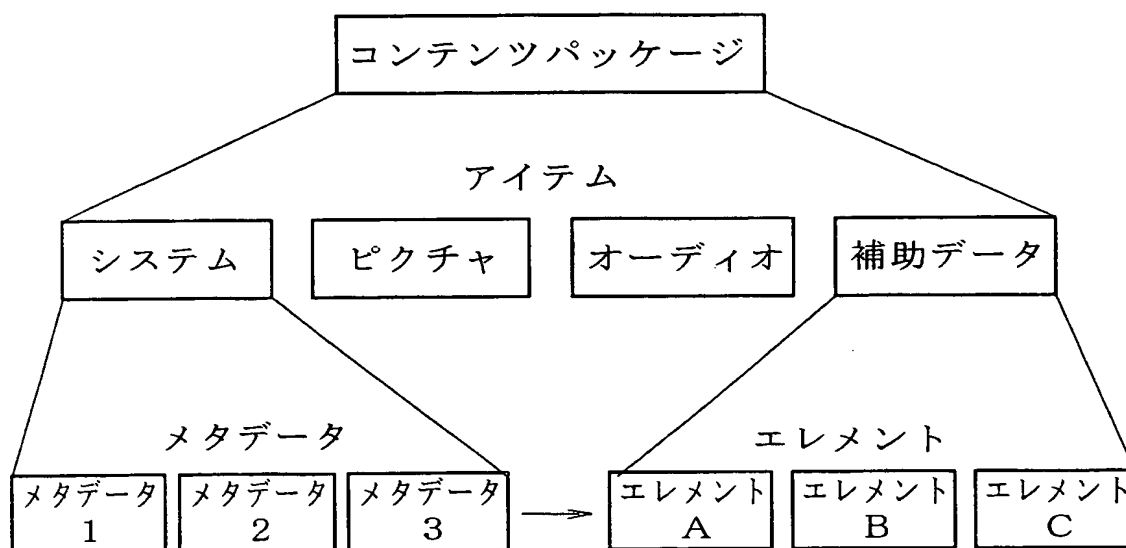 コンテンツパッケージ
アイテム
システム
ピクチャ
オーディオ
補助データ
メタデータ
エレメント
メタデータ
1
メタデータ
2
メタデータ
3
エレメント
A
エレメント
B
エレメント
C